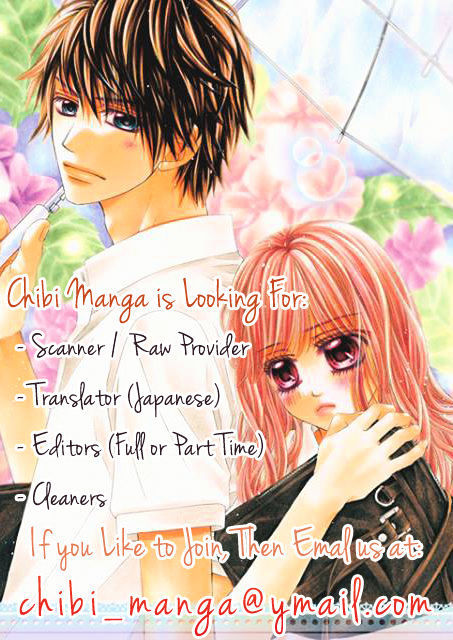 Chibi Manga is Looking For:
- Scanner / Raw Provider
- Translator (Japanese)
- Editors (Full or Part Time)
- Cleaners
If you Like to Join, Then Emal us at:
chibi_manga@ymail.com